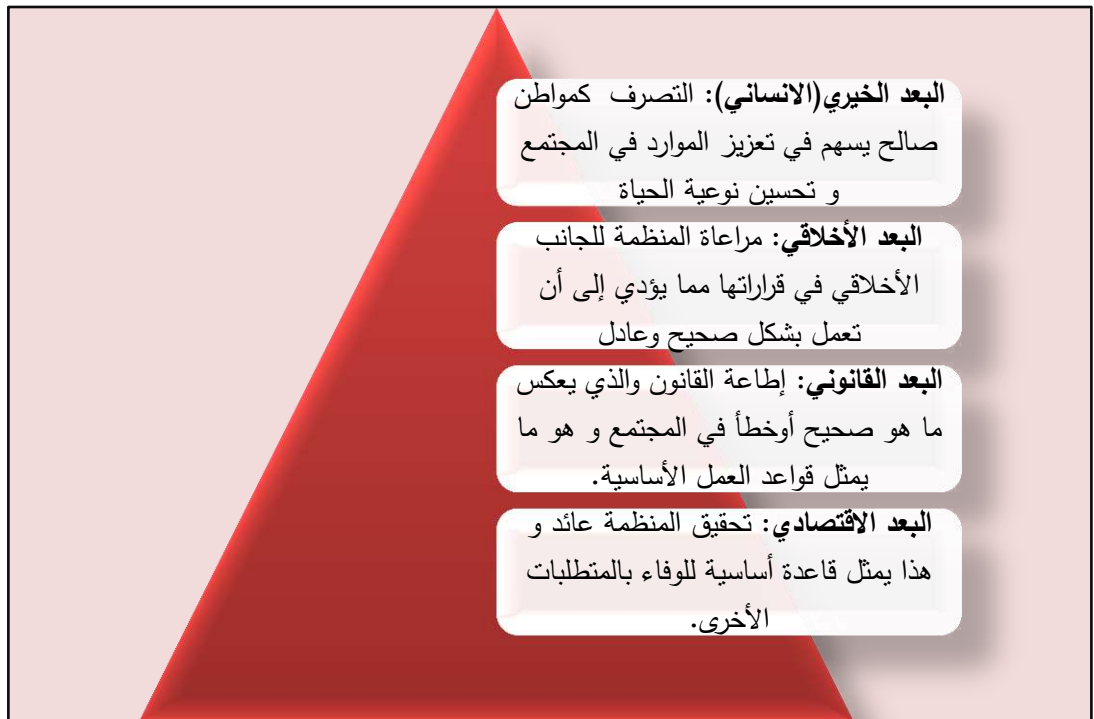 البعد الخيري(الانساني): التصرف كمواطن
صالح يسهم في تعزيز الموارد في المجتمع
و تحسين نوعية الحياة
البعد الأخلاقي: مراعاة المنظمة للجانب
الأخلاقي في قراراتها مما يؤدي إلى أن
تعمل بشكل صحيح وعادل
البعد القانوني: إطاعة القانون والذي يعكس
ما هو صحيح أوخطأ في المجتمع و هو ما
يمثل قواعد العمل الأساسية.
البعد الاقتصادي: تحقيق المنظمة عائد و
هذا يمثل قاعدة أساسية للوفاء بالمتطلبات
الأخرى.